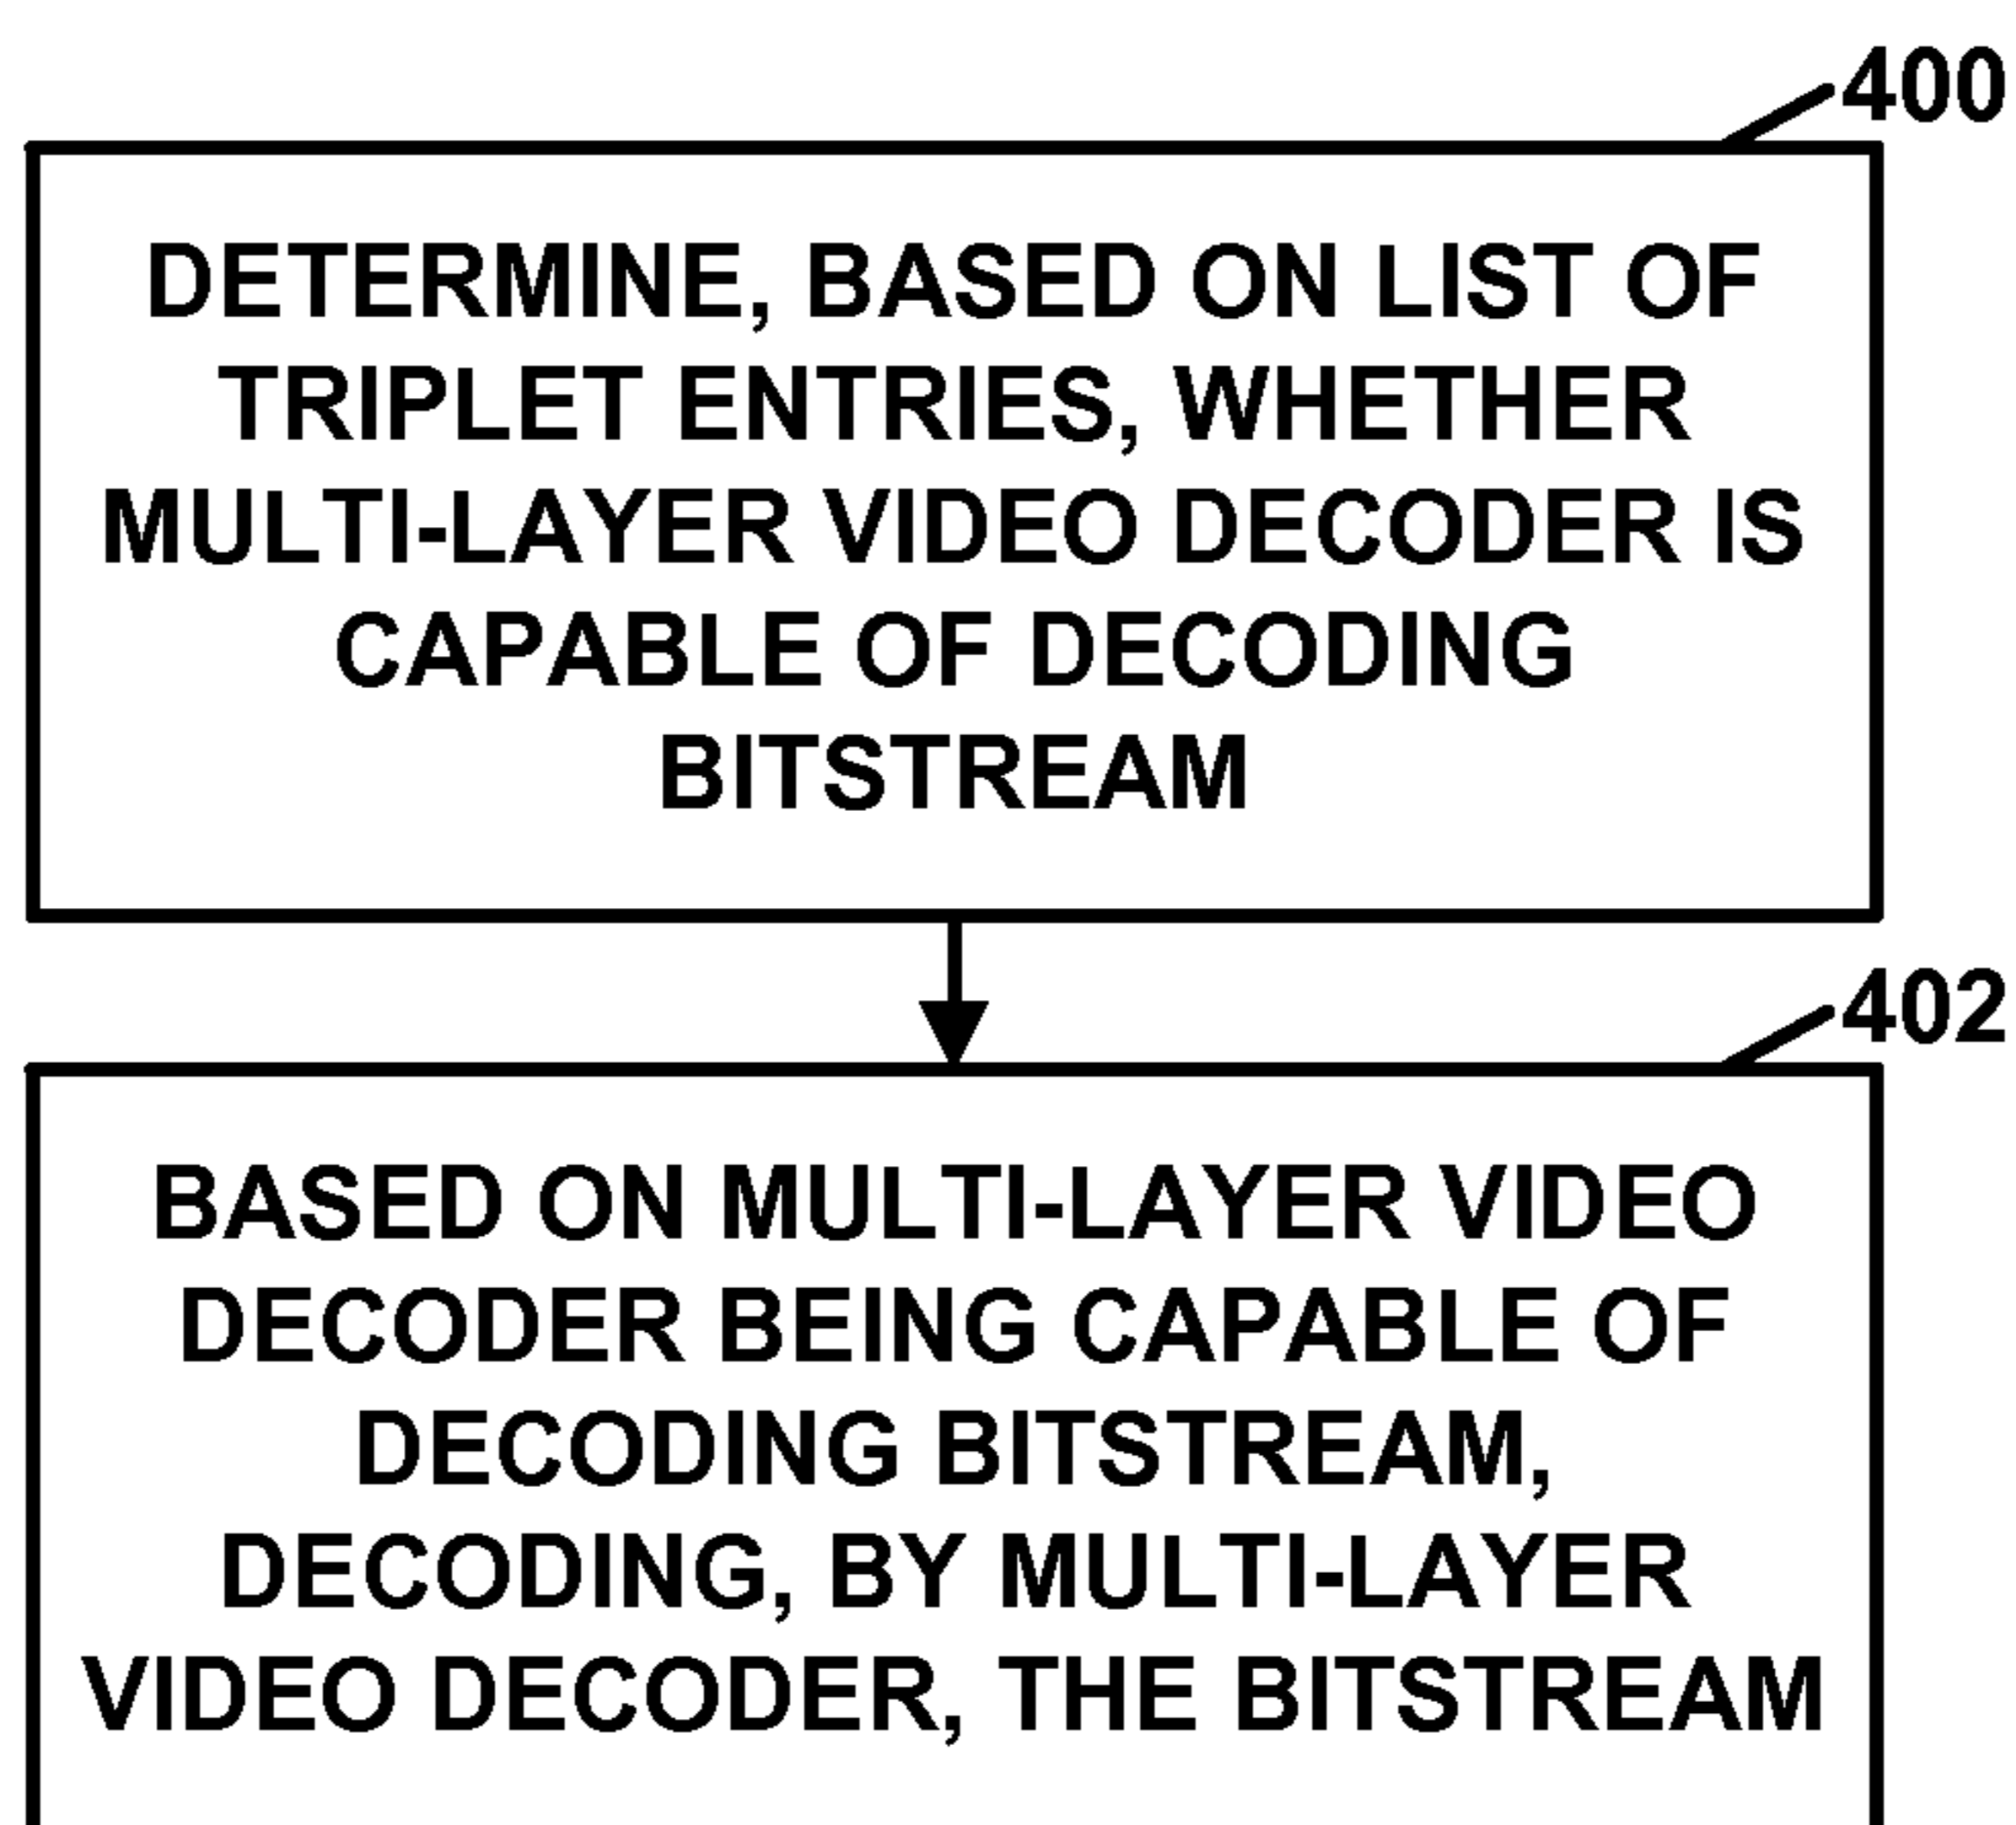 400
DETERMINE, BASED ON LIST OF
TRIPLET ENTRIES, WHETHER
MULTI-LAYER VIDEO DECODER IS
CAPABLE OF DECODING
BITSTREAM
402
BASED ON MULTI-LAYER VIDEO
DECODER BEING CAPABLE OF
DECODING BITSTREAM,
DECODING, BY MULTI-LAYER
VIDEO DECODER, THE BITSTREAM